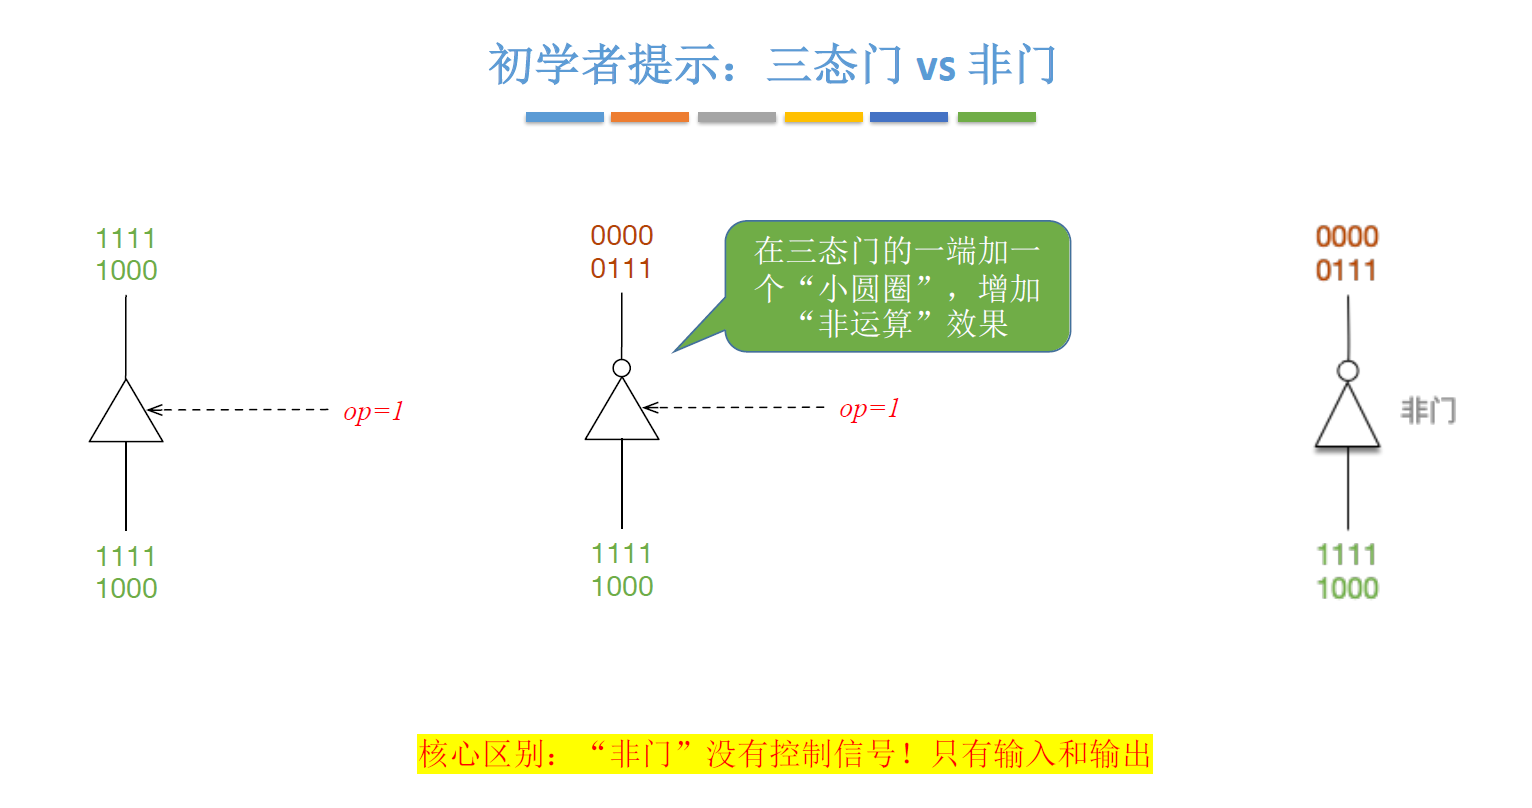 初学者提示：三态门 vs 非门
1111
1000
op=1
1111
1000
0000
0111
在三态门的一端加一
个“小圆圈”，增加
“非运算”效果
op=1
1111
1000
0000
0111
非门
1111
1000
核心区别：“非门”没有控制信号！只有输入和输出